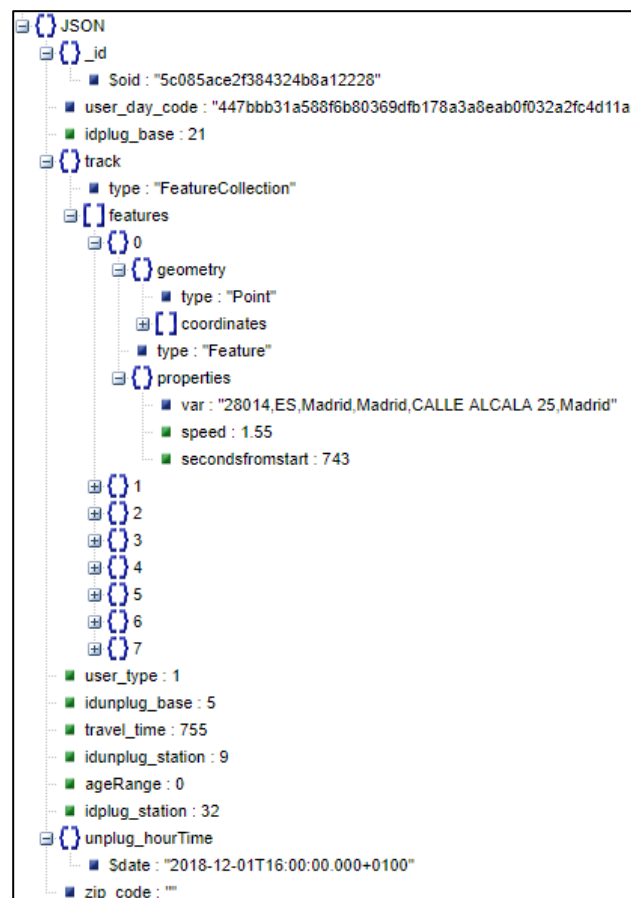 JSON
_id
$oid : "5c085ace2f384324b8a12228"
user_day_code : "447bbb31a588f6b80369dfb178a3a8eab0f032a2fc4d11a
idplug_base : 21
track
type : "FeatureCollection"
features
0
geometry
type : "Point"
coordinates
type : "Feature"
properties
var : "28014,ES,Madrid,Madrid,CALLE ALCALA 25,Madrid"
speed : 1.55
secondsfromstart : 743
1
2
3
4
5
6
7
user_type : 1
idunplug_base : 5
travel_time : 755
idunplug_station : 9
ageRange : 0
idplug_station : 32
unplug_hourTime
$date : "2018-12-01T16:00:00.000+0100"
zip_code : ""